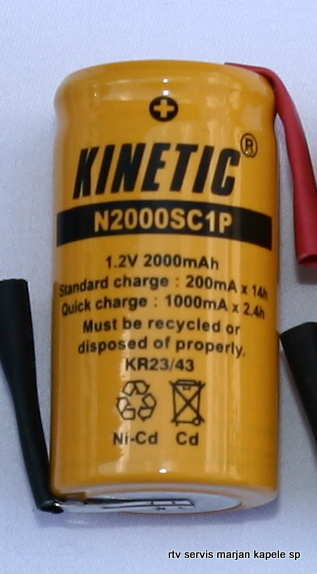 KINETIC®
N2000SC1P
1.2V 2000mAh
Standard charge : 200mA x 14h
Quick charge : 1000mA x 2.4h
Must be recycled or
disposed of properly.
KR23/43
Ni-Cd Cd
rtv servis marjan kapele sp